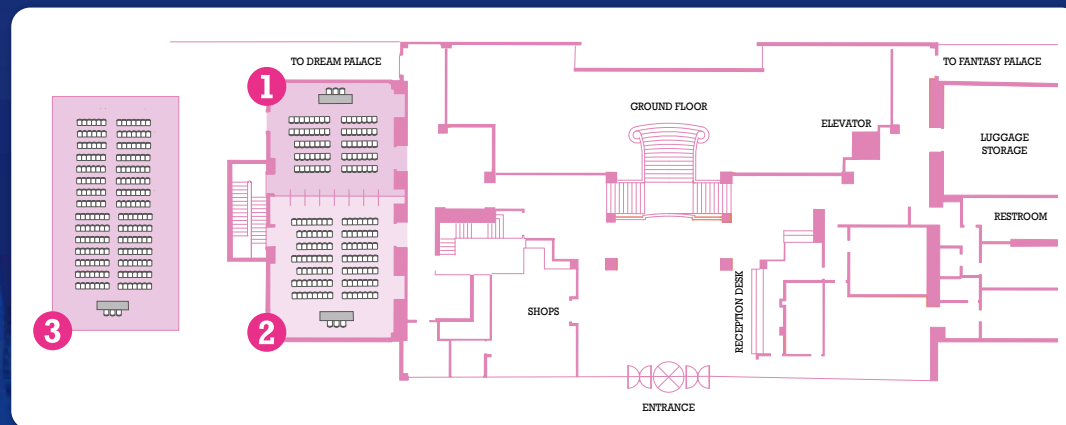 TO DREAM PALACE
TO FANTASY PALACE
1
GROUND FLOOR
ELEVATOR
LUGGAGE
STORAGE
RESTROOM
RECEPTION DESK
SHOPS
3
2
ENTRANCE